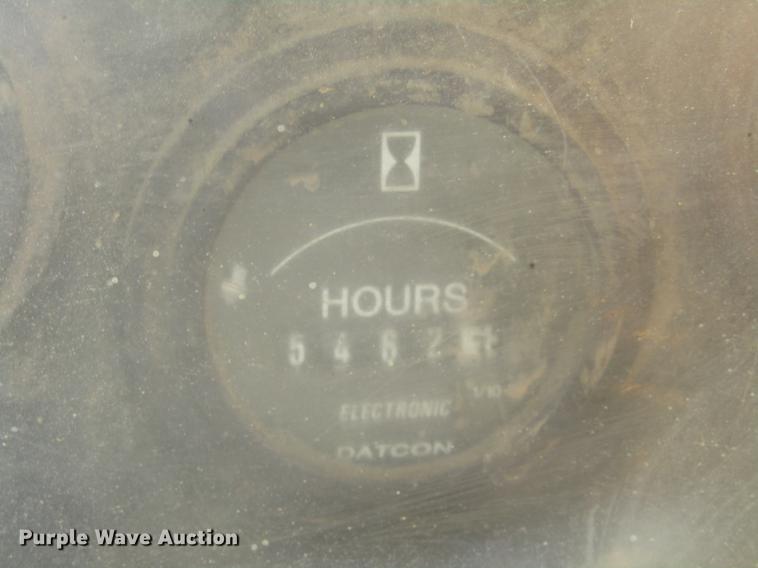 HOURS
5 4 6 2
1/10
ELECTRONIC
DATCON
Purple Wave Auction